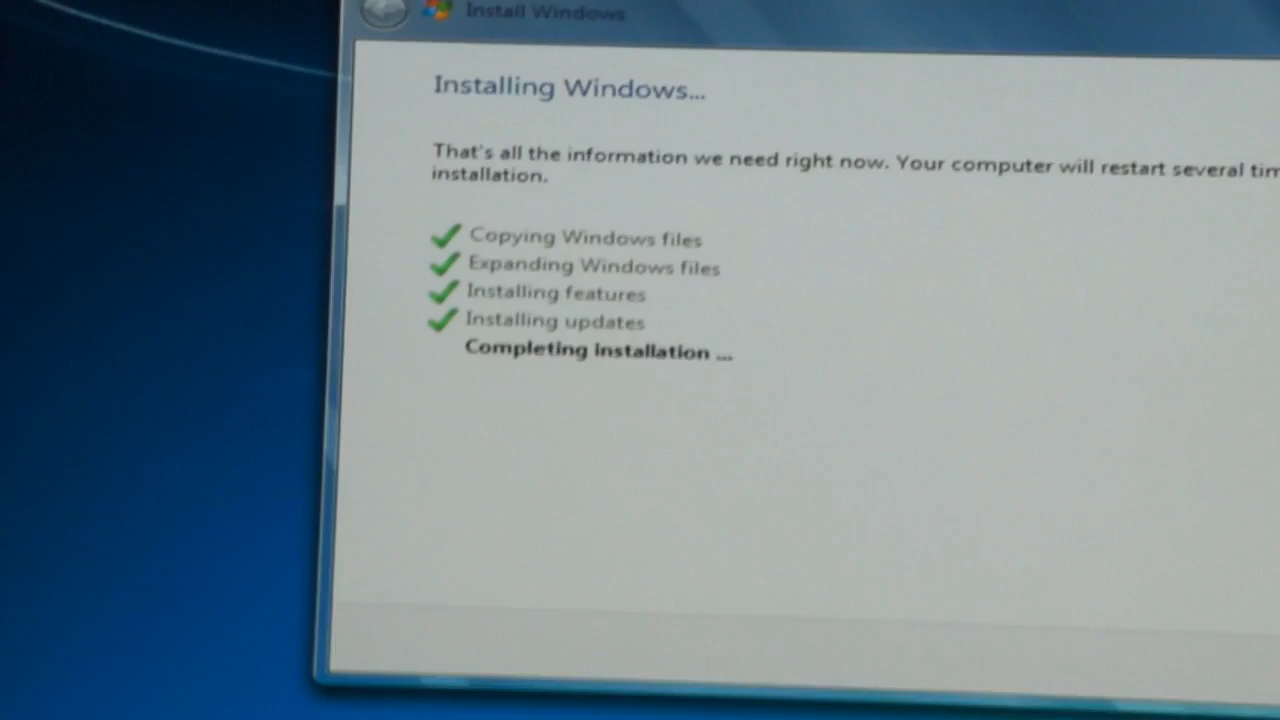 Install Windows
Installing Windows...
That's all the information we need right now. Your computer will restart several
installation.
Copying Windows files
Expanding Windows files
Installing features
Installing updates
Completing installation ...